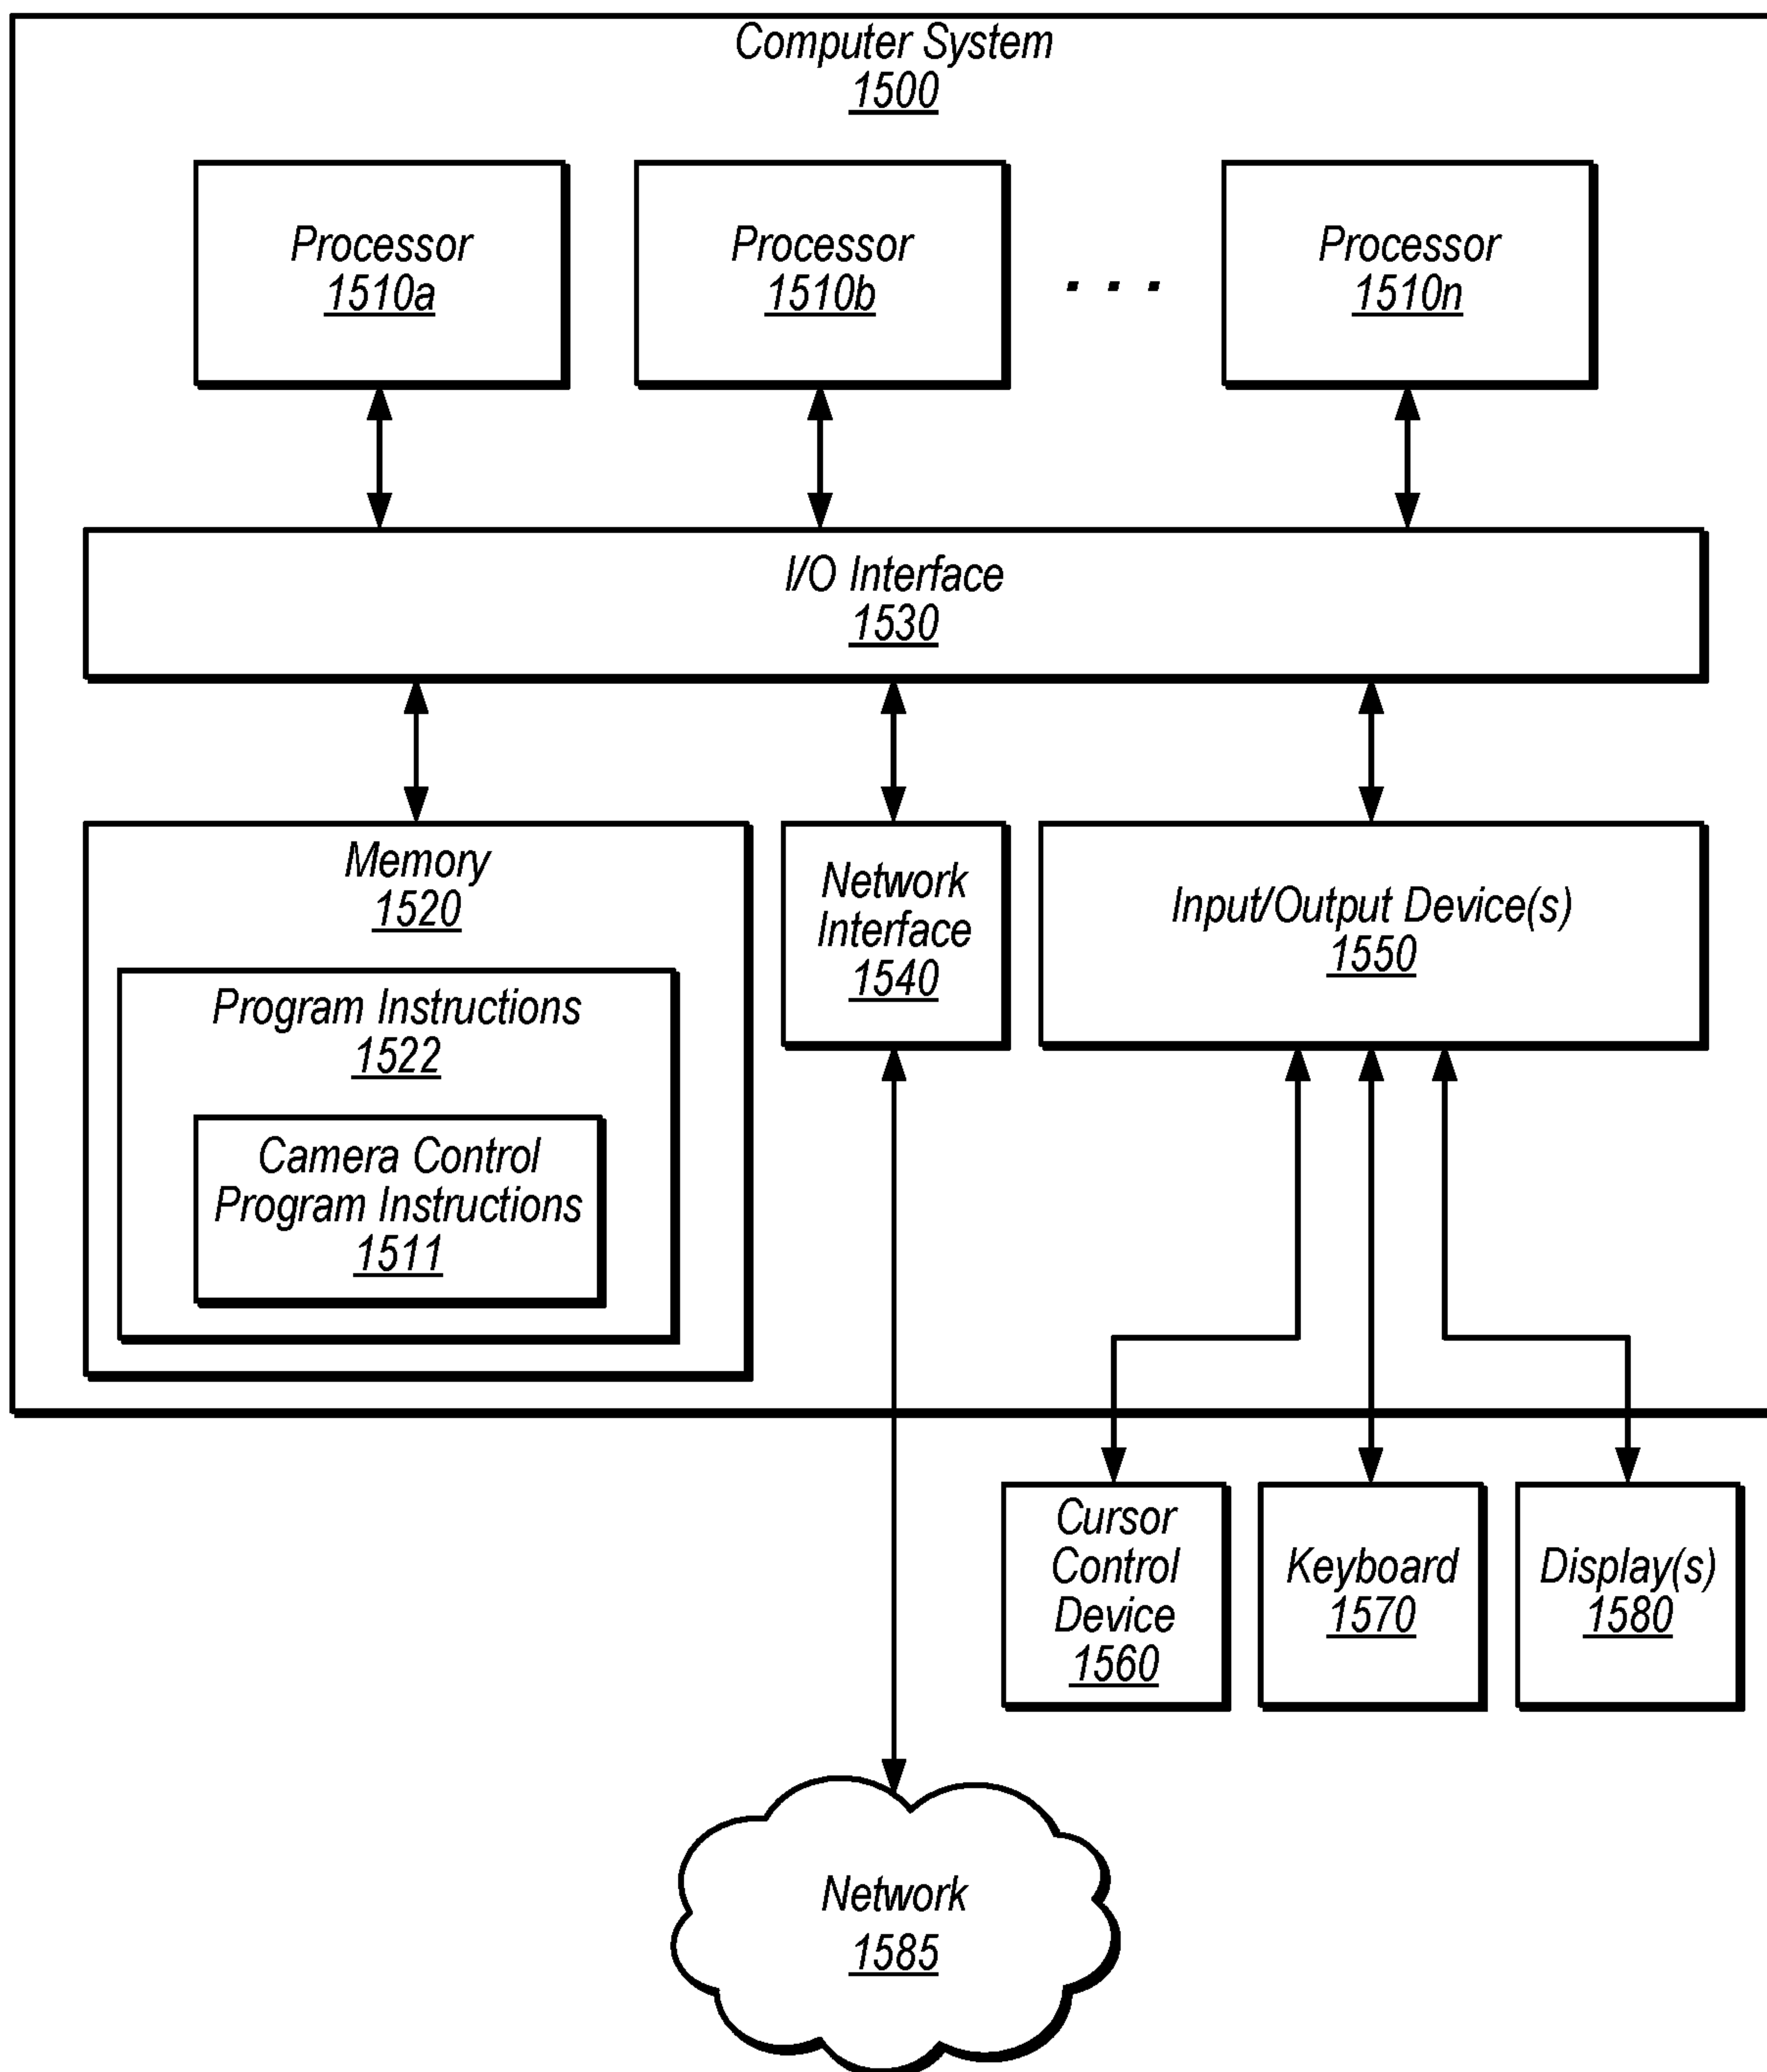 Computer System
1500
Processor
1510a
Processor
1510b
. . .
Processor
1510n
I/O Interface
1530
Memory
1520
Program Instructions
1522
Camera Control
Program Instructions
1511
Network
Interface
1540
Input/Output Device(s)
1550
Cursor
Control
Device
1560
Keyboard
1570
Display(s)
1580
Network
1585